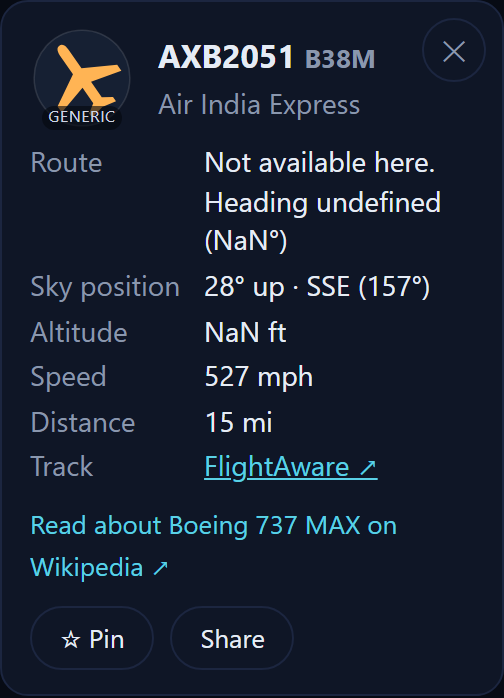 AXB2051 B38M
Air India Express
GENERIC
Route Not available here.
Heading undefined
(NaN°)
Sky position 28° up · SSE (157°)
Altitude NaN ft
Speed 527 mph
Distance 15 mi
Track FlightAware ↗
Read about Boeing 737 MAX on
Wikipedia ↗
☆ Pin Share